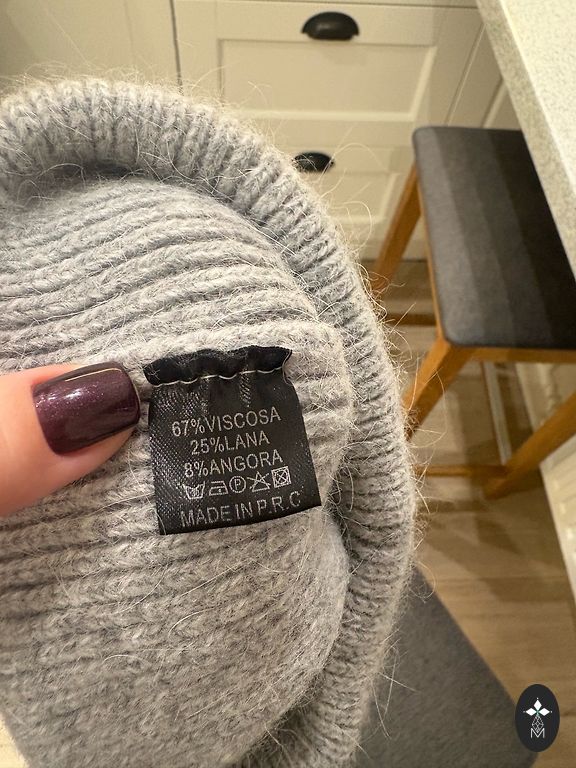 67%VISCOSA
25%LANA
8%ANGORA
MADE IN P.R.C
M